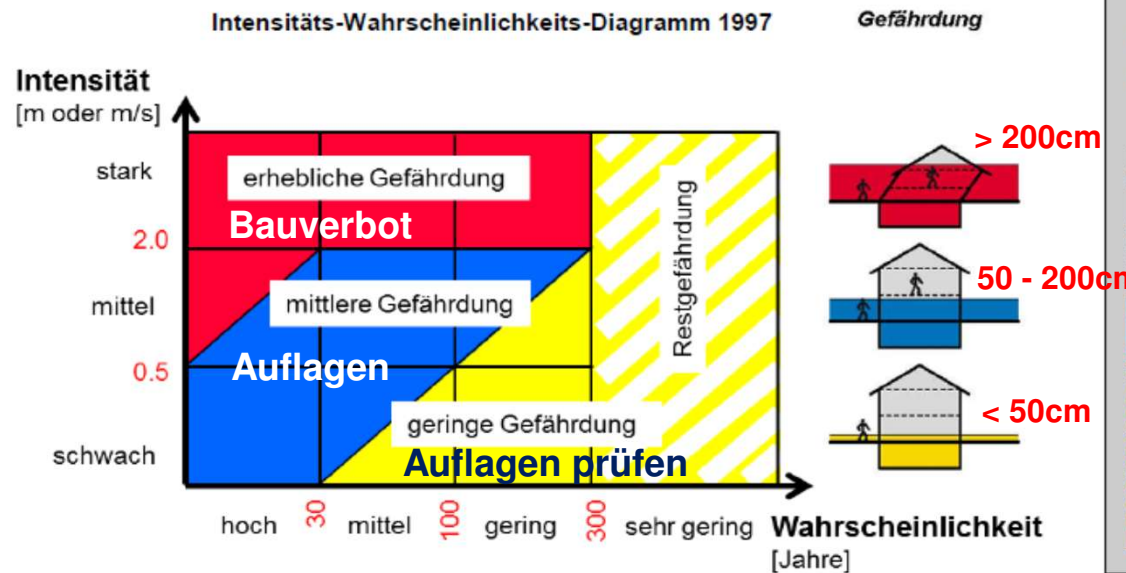 Intensitäts-Wahrscheinlichkeits-Diagramm 1997
Gefährdung
Intensität
[m oder m/s]
stark
2.0
mittel
0.5
schwach
erhebliche Gefährdung
Bauverbot
mittlere Gefährdung
Auflagen
geringe Gefährdung
Auflagen prüfen
Restgefährdung
> 200cm
50 - 200cm
< 50cm
hoch
30
mittel
100
gering
300
sehr gering
Wahrscheinlichkeit
[Jahre]